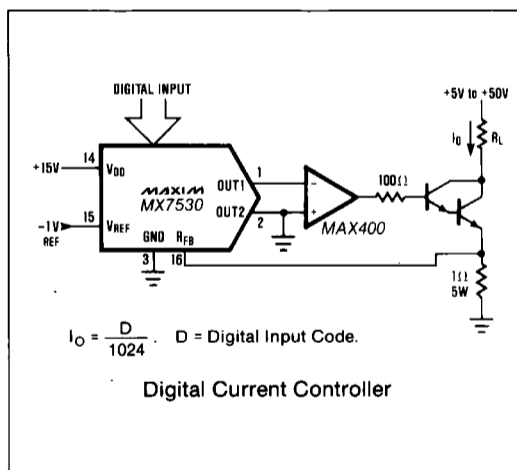 DIGITAL INPUT
+5V to +50V
I0
RL
+15V
14
VDD
MAXIM
MX7530
OUT1
1
100Ω
-1V
REF
15
VREF
OUT2
2
-
+
MAX400
GND
RFB
3
16
1Ω
5W
IO = D/1024 . D = Digital Input Code.
Digital Current Controller